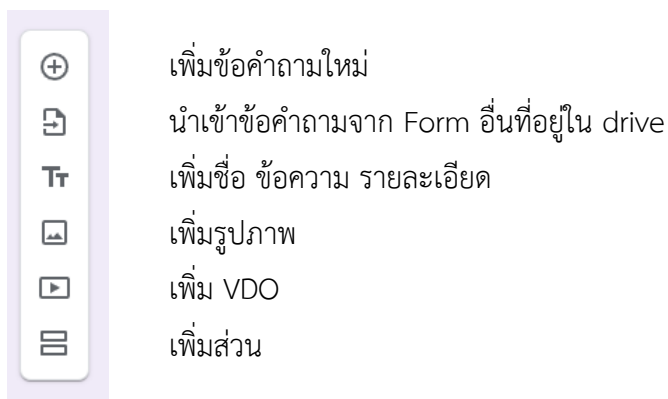 เพิ่มข้อคำถามใหม่
นำเข้าข้อคำถามจาก Form อื่นที่อยู่ใน drive
Tт เพิ่มชื่อ ข้อความ รายละเอียด
เพิ่มรูปภาพ
เพิ่ม VDO
เพิ่มส่วน